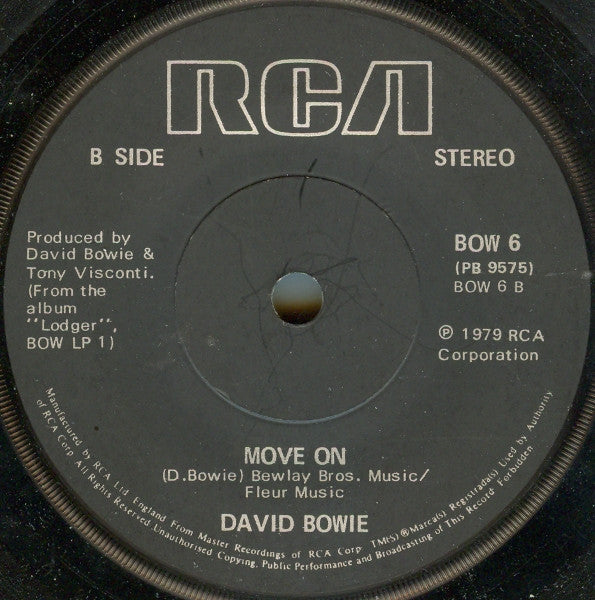 RCA
B SIDE
STEREO
Produced by
David Bowie &
Tony Visconti.
(From the
album
''Lodger'',
BOW LP 1)
BOW 6
(PB 9575)
BOW 6 B
℗ 1979 RCA
Corporation
MOVE ON
(D.Bowie) Bewlay Bros. Music/
Fleur Music
DAVID BOWIE
Manufactured by RCA Ltd. England From Master Recordings of RCA Corp TM(S)®Marca(s) Registrada(s) Used by Authority
of RCA Corp All Rights Reserved.Unauthorised Copying, Public Performance and Broadcasting of This Record Forbidden